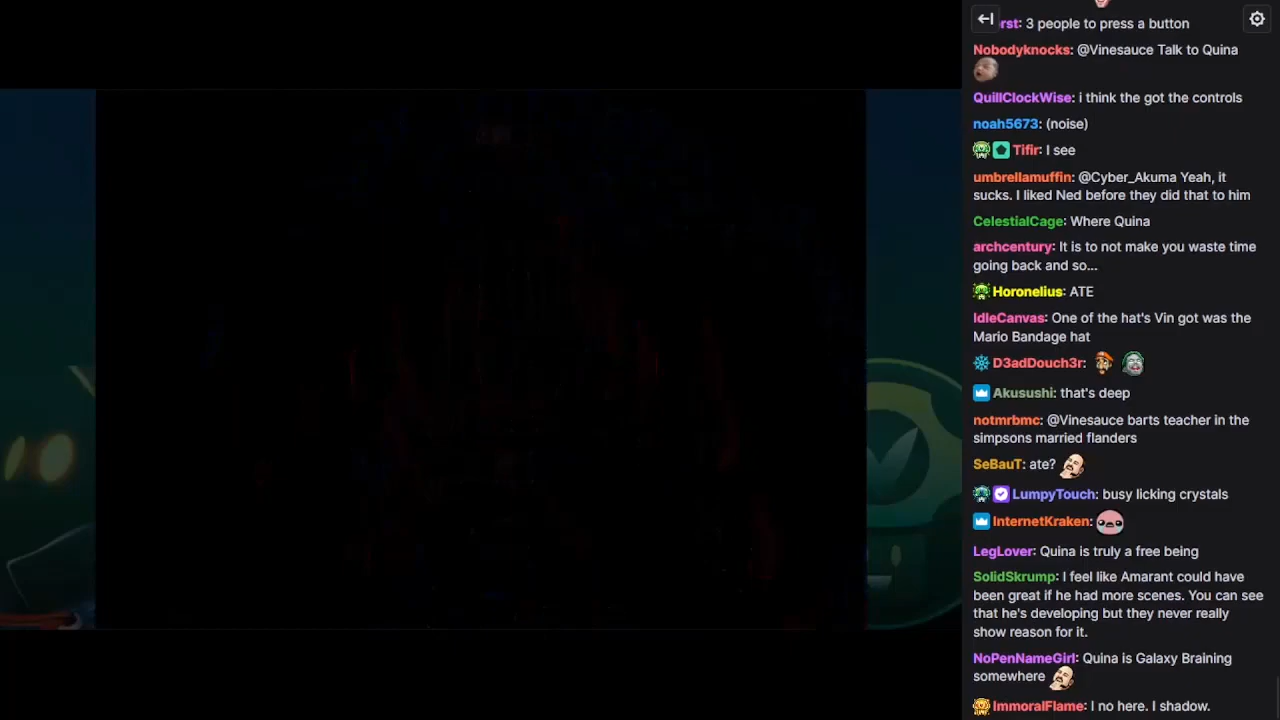 rst: 3 people to press a button
Nobodyknocks: @Vinesauce Talk to Quina
QuillClockWise: i think the got the controls
noah5673: (noise)
Tifir: I see
umbrellamuffin: @Cyber_Akuma Yeah, it
sucks. I liked Ned before they did that to him
CelestialCage: Where Quina
archcentury: It is to not make you waste time
going back and so...
Horonelius: ATE
IdleCanvas: One of the hat's Vin got was the
Mario Bandage hat
D3adDouch3r:
Akusushi: that's deep
notmrbmc: @Vinesauce barts teacher in the
simpsons married flanders
SeBauT: ate?
LumpyTouch: busy licking crystals
InternetKraken:
LegLover: Quina is truly a free being
SolidSkrump: I feel like Amarant could have
been great if he had more scenes. You can see
that he's developing but they never really
show reason for it.
NoPenNameGirl: Quina is Galaxy Braining
somewhere
ImmoralFlame: I no here. I shadow.